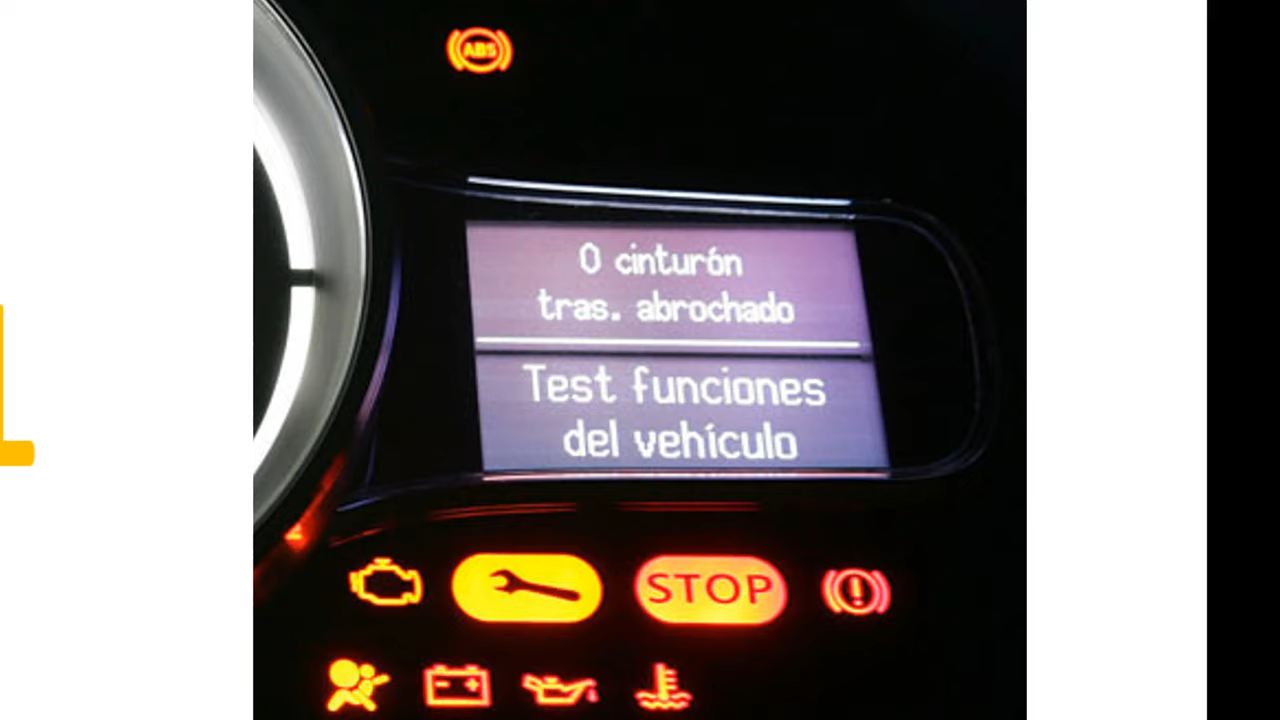 ABS
0 cinturón
tras. abrochado
Test funciones
del vehículo
STOP